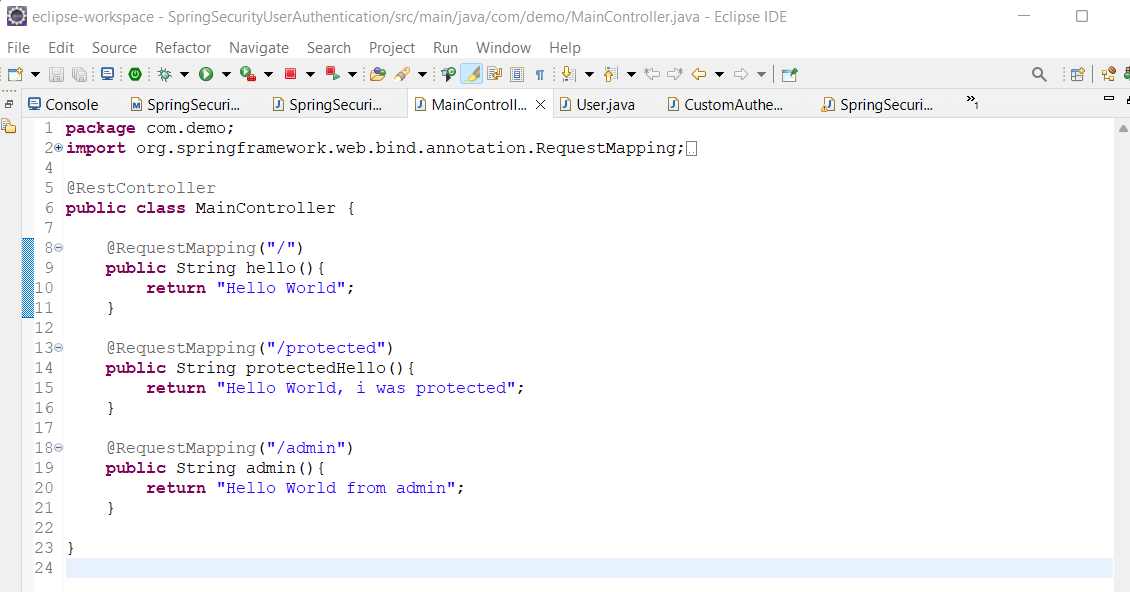 eclipse-workspace - SpringSecurityUserAuthentication/src/main/java/com/demo/MainController.java - Eclipse IDE
File Edit Source Refactor Navigate Search Project Run Window Help
Console SpringSecuri... SpringSecuri... MainControll... User.java CustomAuthe... SpringSecuri... »1
1 package com.demo;
2 import org.springframework.web.bind.annotation.RequestMapping;
4
5 @RestController
6 public class MainController {
7
8 @RequestMapping("/")
9 public String hello(){
10 return "Hello World";
11 }
12
13 @RequestMapping("/protected")
14 public String protectedHello(){
15 return "Hello World, i was protected";
16 }
17
18 @RequestMapping("/admin")
19 public String admin(){
20 return "Hello World from admin";
21 }
22
23 }
24